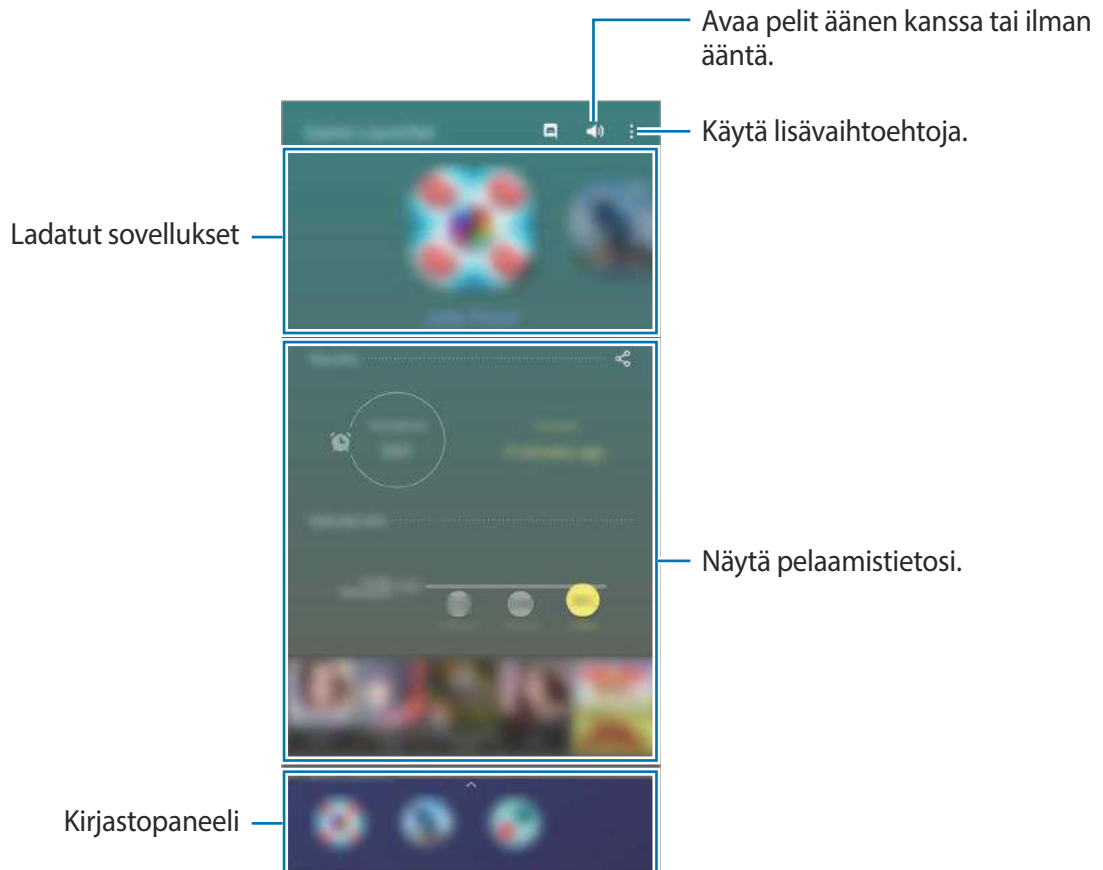 Avaa pelit äänen kanssa tai ilman
ääntä.
Käytä lisävaihtoehtoja.
Ladatut sovellukset
Näytä pelaamistietosi.
Kirjastopaneeli